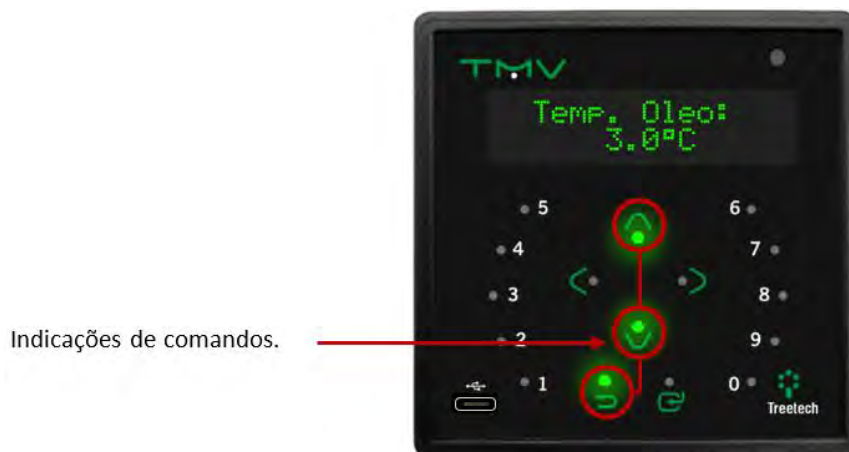 TMV
Temp. Oleo:
3.0°C
5
6
4
7
3
8
Indicações de comandos.
2
9
1
0
Treetech